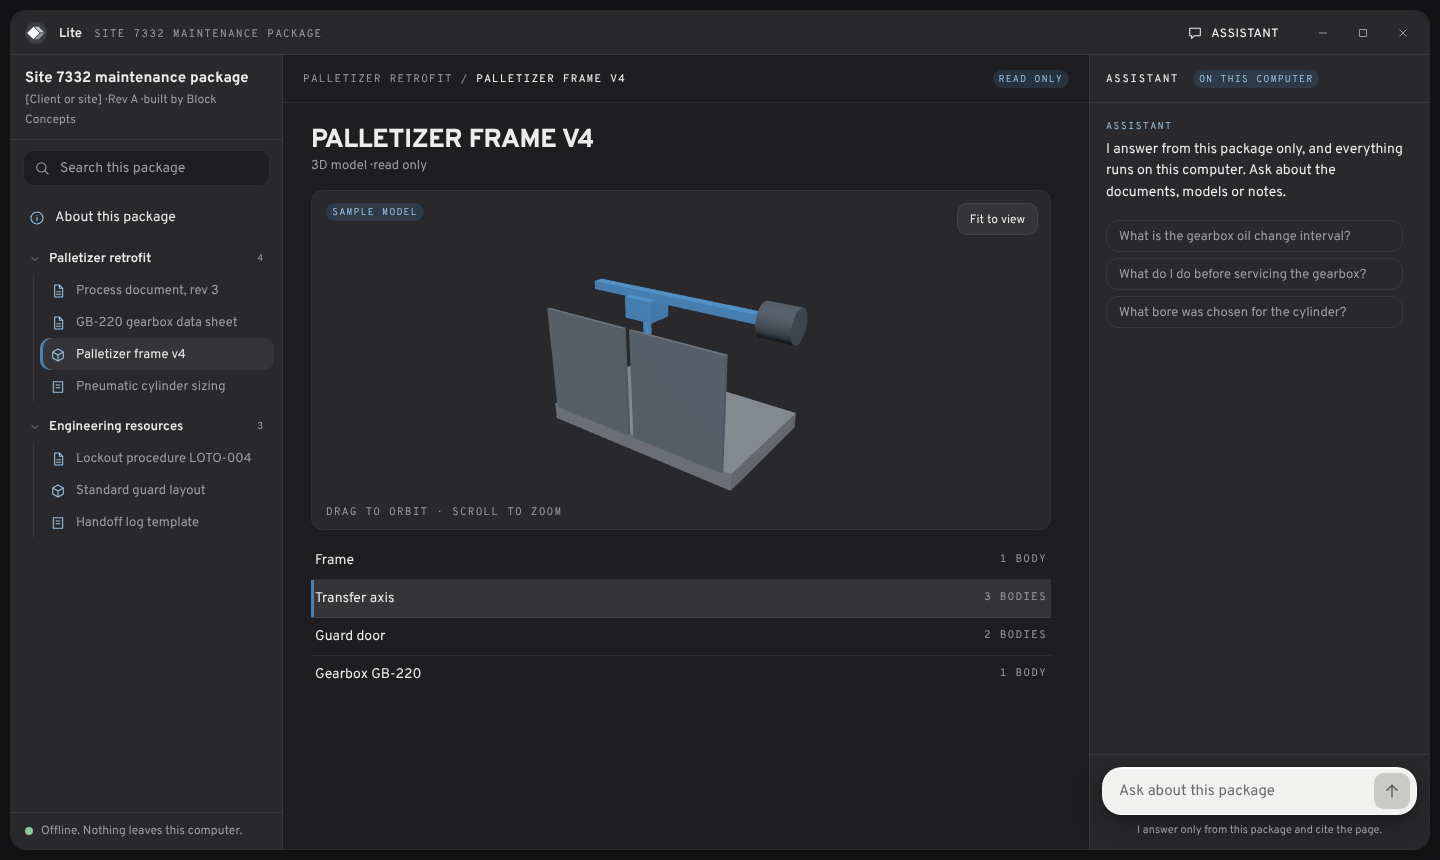 Lite SITE 7332 MAINTENANCE PACKAGE
ASSISTANT
Site 7332 maintenance package
[Client or site] ·Rev A ·built by Block
Concepts
Search this package
About this package
Palletizer retrofit 4
Process document, rev 3
GB-220 gearbox data sheet
Palletizer frame v4
Pneumatic cylinder sizing
Engineering resources 3
Lockout procedure LOTO-004
Standard guard layout
Handoff log template
Offline. Nothing leaves this computer.
PALLETIZER RETROFIT / PALLETIZER FRAME V4
READ ONLY
PALLETIZER FRAME V4
3D model ·read only
SAMPLE MODEL
Fit to view
DRAG TO ORBIT · SCROLL TO ZOOM
Frame 1 BODY
Transfer axis 3 BODIES
Guard door 2 BODIES
Gearbox GB-220 1 BODY
ASSISTANT ON THIS COMPUTER
ASSISTANT
I answer from this package only, and everything
runs on this computer. Ask about the
documents, models or notes.
What is the gearbox oil change interval?
What do I do before servicing the gearbox?
What bore was chosen for the cylinder?
Ask about this package
I answer only from this package and cite the page.